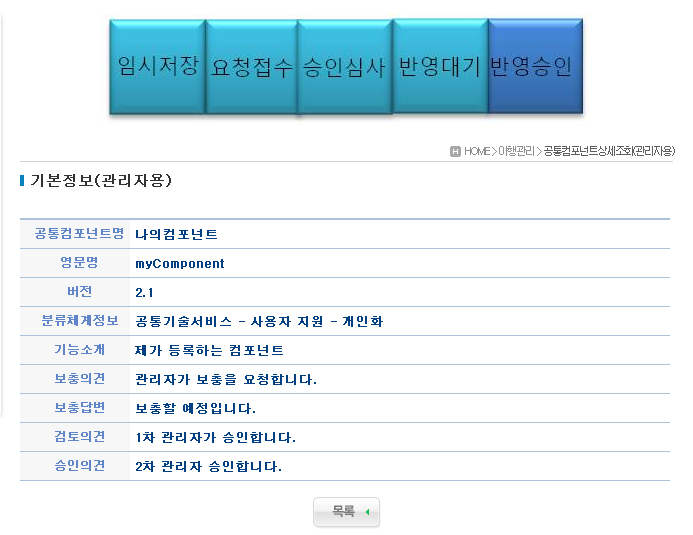 임시저장 요청접수 승인심사 반영대기 반영승인
H HOME > 이행관리 > 공통컴포넌트상세조회(관리자용)
기본정보(관리자용)
공통컴포넌트명 나의컴포넌트
영문명 myComponent
버전 2.1
분류체계정보 공통기술서비스 - 사용자 지원 - 개인화
기능소개 제가 등록하는 컴포넌트
보충의견 관리자가 보충을 요청합니다.
보충답변 보충할 예정입니다.
검토의견 1차 관리자가 승인합니다.
승인의견 2차 관리자 승인합니다.
목록